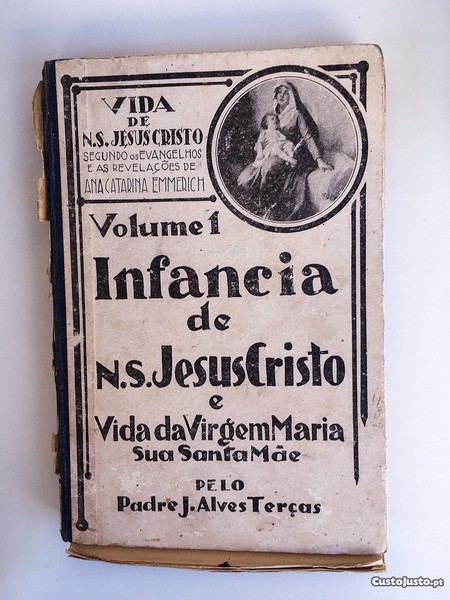 VIDA
DE
N.S. JESUS CRISTO
SEGUNDO OS EVANGELHOS
E AS REVELAÇÕES DE
ANA CATARINA EMMERICH
Volume 1
Infancia
de
N.S. Jesus Cristo
e
Vida da Virgem Maria
Sua Santa Mãe
PELO
Padre J. Alves Terças
CustoJusto.pt